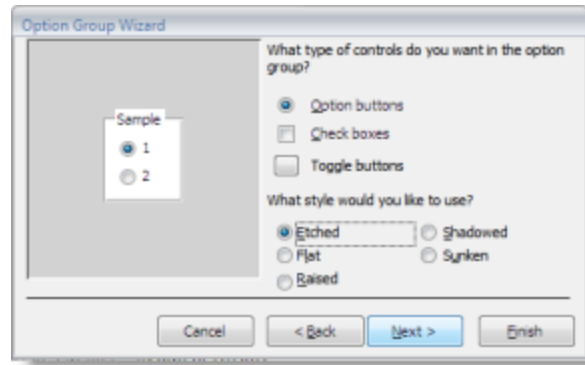 Option Group Wizard
What type of controls do you want in the option
group?
Sample
1
2
Option buttons
Check boxes
Toggle buttons
What style would you like to use?
Etched
Shadowed
Flat
Sunken
Raised
Cancel
< Back
Next >
Finish